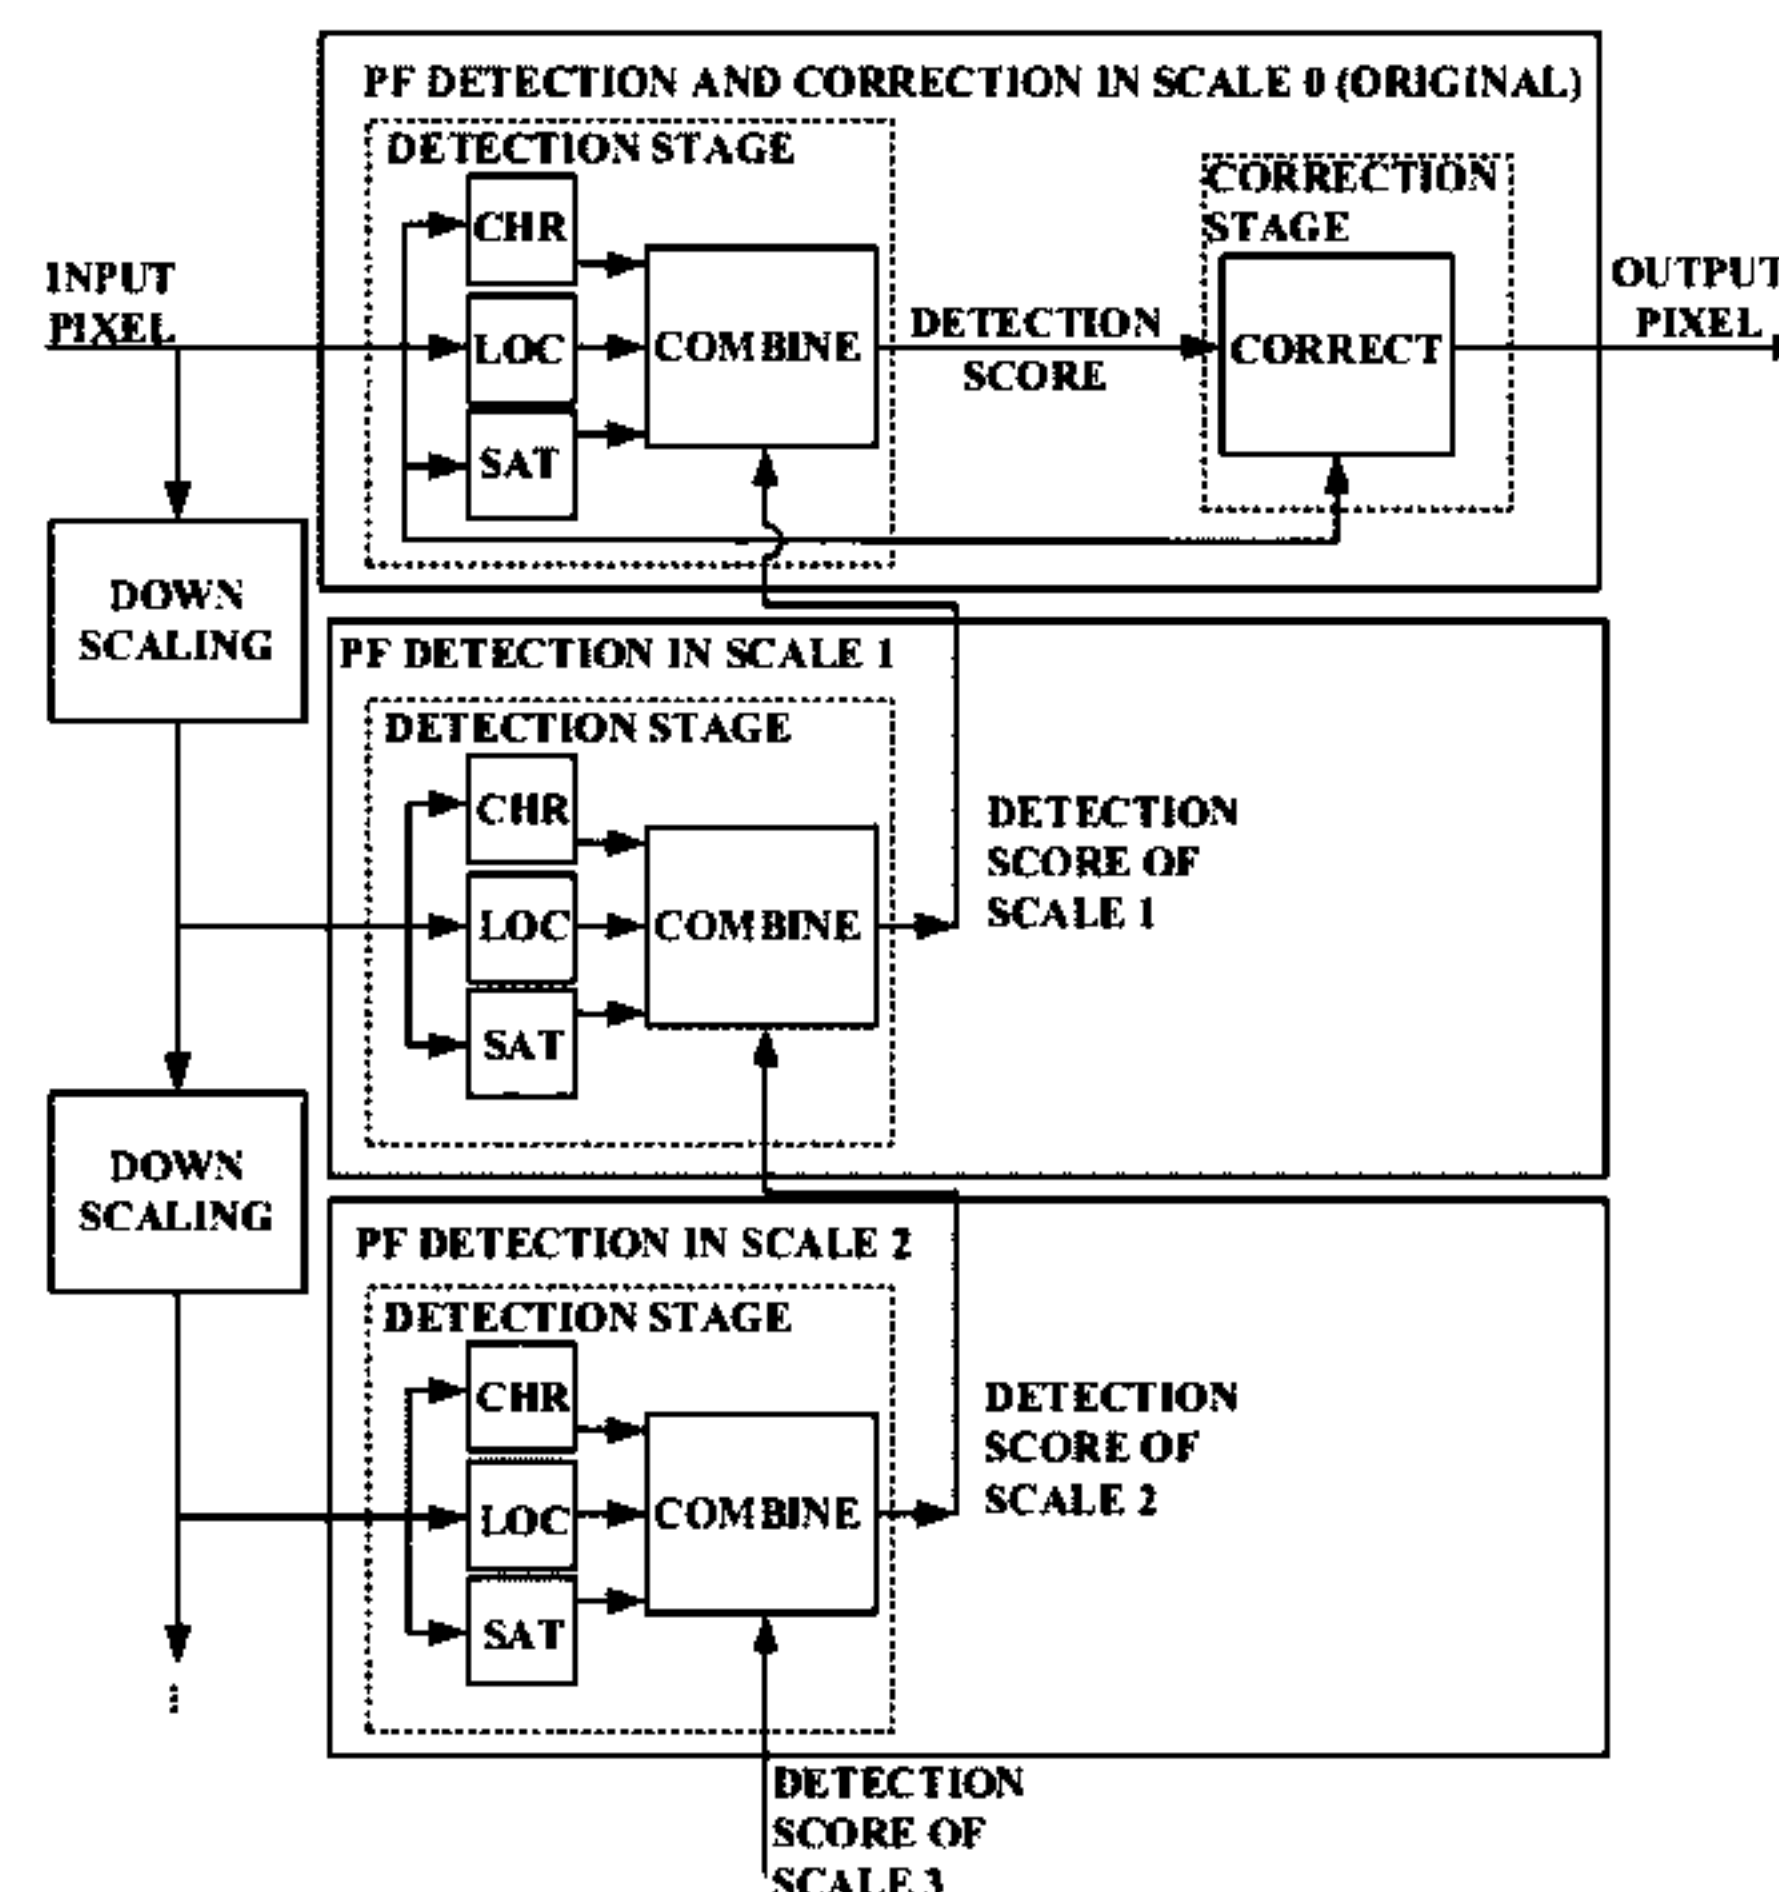 PF DETECTION AND CORRECTION IN SCALE 0 (ORIGINAL)
DETECTION STAGE
CORRECTION
STAGE
CHR
INPUT
PIXEL
LOC
COMBINE
DETECTION
SCORE
CORRECT
OUTPUT
PIXEL
SAT
DOWN
SCALING
PF DETECTION IN SCALE 1
DETECTION STAGE
CHR
LOC
COMBINE
SAT
DETECTION
SCORE OF
SCALE 1
DOWN
SCALING
PF DETECTION IN SCALE 2
DETECTION STAGE
CHR
LOC
COMBINE
SAT
DETECTION
SCORE OF
SCALE 2
DETECTION
SCORE OF
SCALE 3